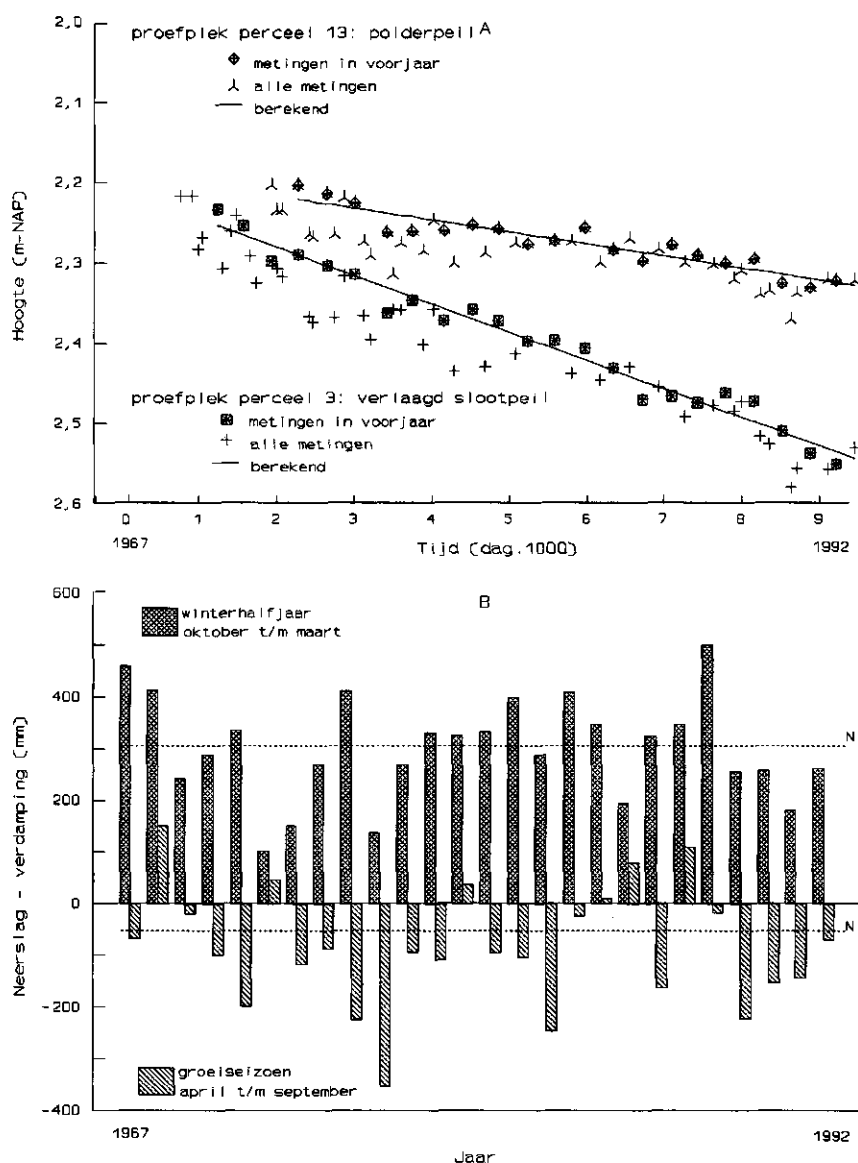 2,0
proefplek perceel 13: polderpeil A
metingen in voorjaar
alle metingen
berekend
2,1
2,2
2,3
2,4
2,5
2,6
Hoogte (m-NAP)
proefplek perceel 3: verlaagd slootpeil
metingen in voorjaar
alle metingen
berekend
0 1 2 3 4 5 6 7 8 9
1967 Tijd (dag.1000) 1992
600
400
200
0
-200
-400
Neerslag - verdamping (mm)
B
winterhalfjaar
oktober t/m maart
N
N
groeiseizoen
april t/m september
1967 1992
Jaar